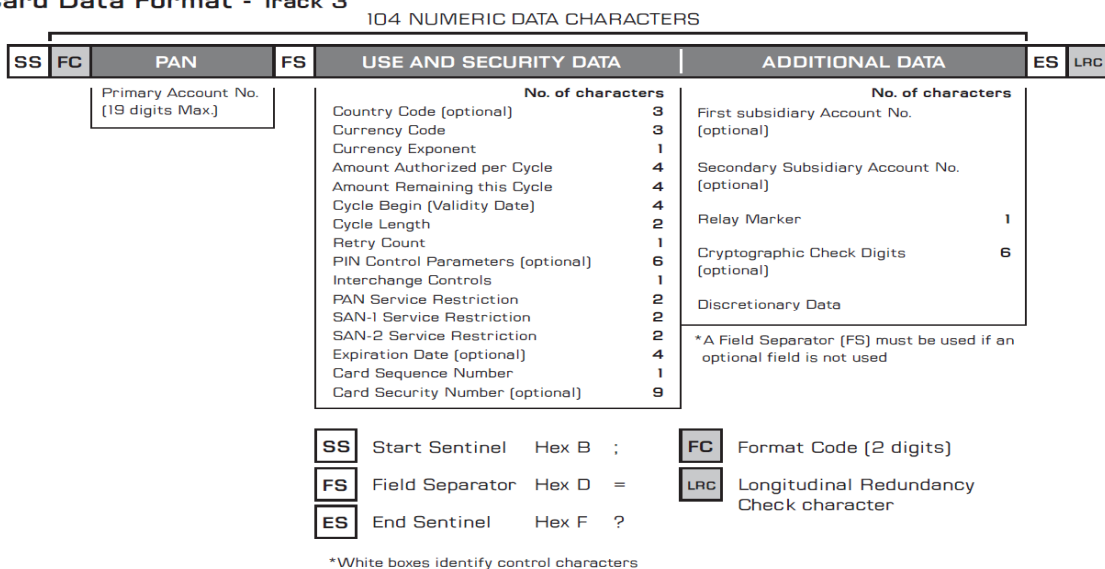 Card Data Format - Track 3
104 NUMERIC DATA CHARACTERS
SS FC PAN FS USE AND SECURITY DATA ADDITIONAL DATA ES LRC
Primary Account No.
(19 digits Max.)
No. of characters
Country Code (optional) 3
Currency Code 3
Currency Exponent 1
Amount Authorized per Cycle 4
Amount Remaining this Cycle 4
Cycle Begin (Validity Date) 4
Cycle Length 2
Retry Count 1
PIN Control Parameters (optional) 6
Interchange Controls 1
PAN Service Restriction 2
SAN-1 Service Restriction 2
SAN-2 Service Restriction 2
Expiration Date (optional) 4
Card Sequence Number 1
Card Security Number (optional) 9
No. of characters
First subsidiary Account No.
(optional)
Secondary Subsidiary Account No.
(optional)
Relay Marker 1
Cryptographic Check Digits 6
(optional)
Discretionary Data
*A Field Separator (FS) must be used if an
optional field is not used
SS Start Sentinel Hex B ;
FS Field Separator Hex D =
ES End Sentinel Hex F ?
FC Format Code (2 digits)
LRC Longitudinal Redundancy
Check character
*White boxes identify control characters